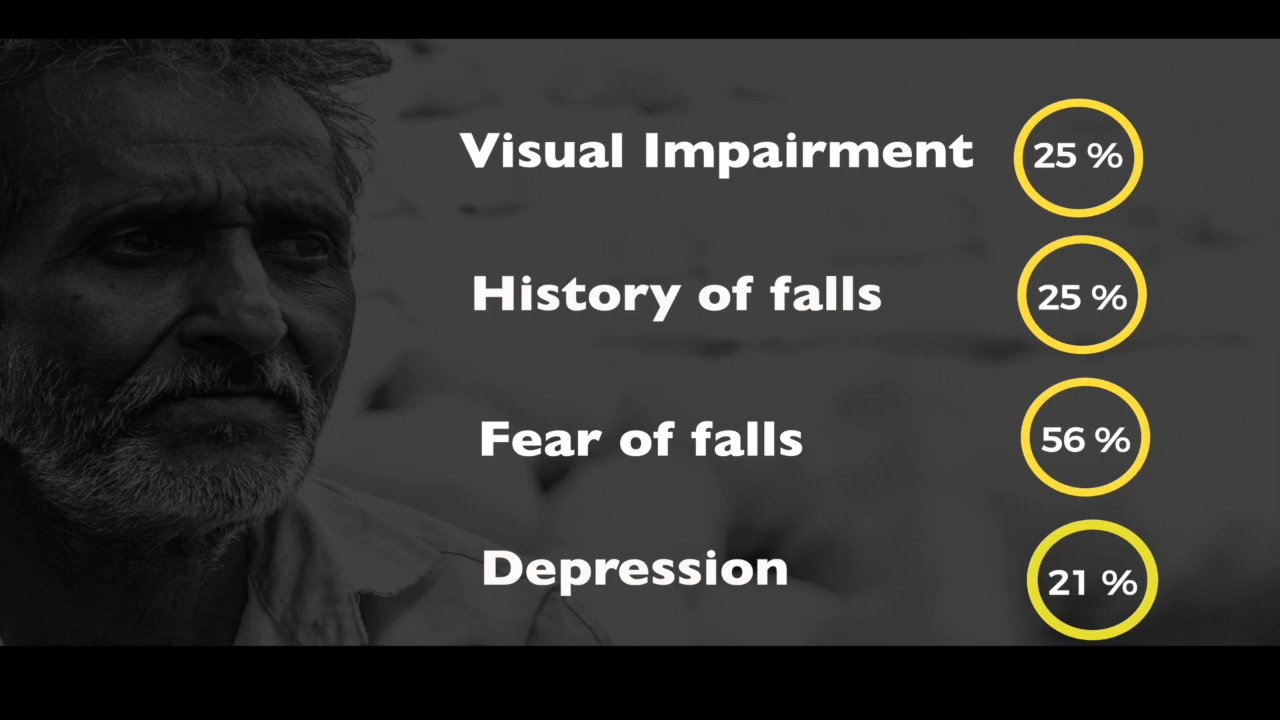 Visual Impairment 25 %
History of falls 25 %
Fear of falls 56 %
Depression 21 %